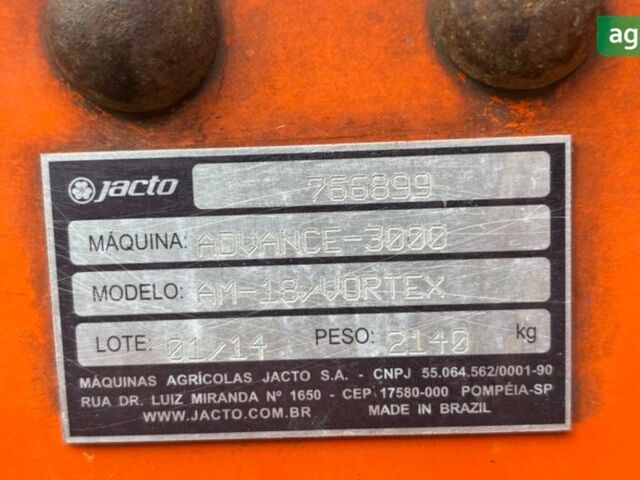 ag
Jacto 766899
MÁQUINA: ADVANCE-3000
MODELO: AM-18/VORTEX
LOTE: 01/14 PESO: 2140 kg
MÁQUINAS AGRÍCOLAS JACTO S.A. - CNPJ 55.064.562/0001-90
RUA DR. LUIZ MIRANDA Nº 1650 - CEP 17580-000 POMPÉIA-SP
WWW.JACTO.COM.BR MADE IN BRAZIL